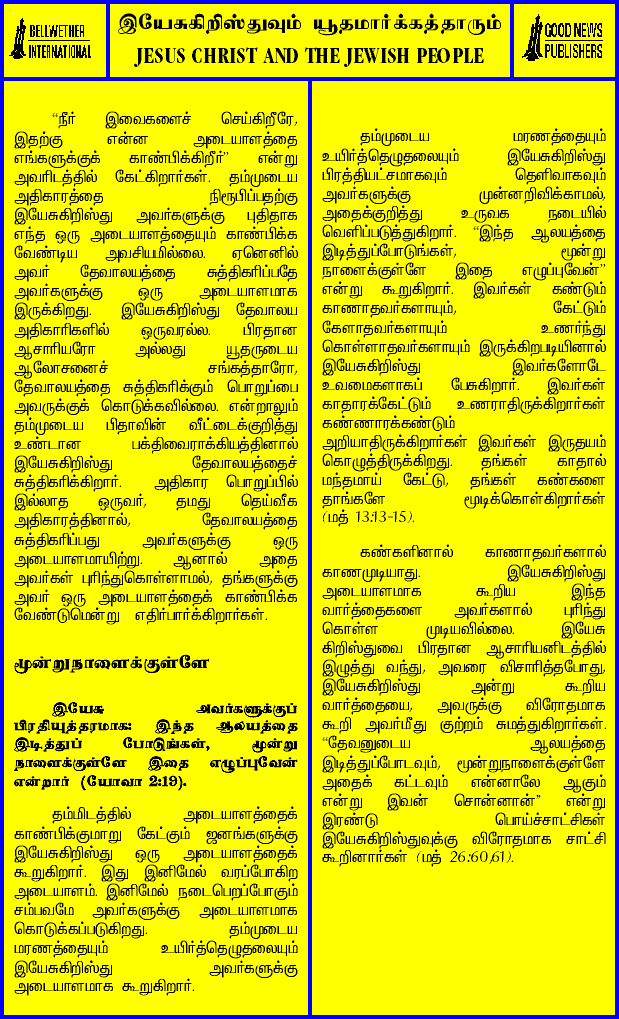 BELLWETHER
INTERNATIONAL
இயேசுகிறிஸ்துவும் யூதமார்க்கத்தாரும்
JESUS CHRIST AND THE JEWISH PEOPLE
GOOD NEWS
PUBLISHERS
“நீர் இவைகளைச் செய்கிறீரே,
இதற்கு என்ன அடையாளத்தை
எங்களுக்குக் காண்பிக்கிறீர்” என்று
அவரிடத்தில் கேட்கிறார்கள். தம்முடைய
அதிகாரத்தை நிரூபிப்பதற்கு
இயேசுகிறிஸ்து அவர்களுக்கு புதிதாக
எந்த ஒரு அடையாளத்தையும் காண்பிக்க
வேண்டிய அவசியமில்லை. ஏனெனில்
அவர் தேவாலயத்தை சுத்திகரிப்பதே
அவர்களுக்கு ஒரு அடையாளமாக
இருக்கிறது. இயேசுகிறிஸ்து தேவாலய
அதிகாரிகளில் ஒருவரல்ல. பிரதான
ஆசாரியரோ அல்லது யூதருடைய
ஆலோசனைச் சங்கத்தாரோ,
தேவாலயத்தை சுத்திகரிக்கும் பொறுப்பை
அவருக்குக் கொடுக்கவில்லை. என்றாலும்
தம்முடைய பிதாவின் வீட்டைக்குறித்து
உண்டான பக்திவைராக்கியத்தினால்
இயேசுகிறிஸ்து தேவாலயத்தைச்
சுத்திகரிக்கிறார். அதிகார பொறுப்பில்
இல்லாத ஒருவர், தமது தெய்வீக
அதிகாரத்தினால், தேவாலயத்தை
சுத்திகரிப்பது அவர்களுக்கு ஒரு
அடையாளமாயிற்று. ஆனால் அதை
அவர்கள் புரிந்துகொள்ளாமல், தங்களுக்கு
அவர் ஒரு அடையாளத்தைக் காண்பிக்க
வேண்டுமென்று எதிர்பார்க்கிறார்கள்.
மூன்றுநாளைக்குள்ளே
இயேசு அவர்களுக்குப்
பிரதியுத்தரமாக: இந்த ஆலயத்தை
இடித்துப் போடுங்கள், மூன்று
நாளைக்குள்ளே இதை எழுப்புவேன்
என்றார் (யோவா 2:19).
தம்மிடத்தில் அடையாளத்தைக்
காண்பிக்குமாறு கேட்கும் ஜனங்களுக்கு
இயேசுகிறிஸ்து ஒரு அடையாளத்தைக்
கூறுகிறார். இது இனிமேல் வரப்போகிற
அடையாளம். இனிமேல் நடைபெறப்போகும்
சம்பவமே அவர்களுக்கு அடையாளமாக
கொடுக்கப்படுகிறது. தம்முடைய
மரணத்தையும் உயிர்த்தெழுதலையும்
இயேசுகிறிஸ்து அவர்களுக்கு
அடையாளமாக கூறுகிறார்.
தம்முடைய மரணத்தையும்
உயிர்த்தெழுதலையும் இயேசுகிறிஸ்து
பிரத்தியட்சமாகவும் தெளிவாகவும்
அவர்களுக்கு முன்னறிவிக்காமல்,
அதைக்குறித்து உருவக நடையில்
வெளிப்படுத்துகிறார். “இந்த ஆலயத்தை
இடித்துப்போடுங்கள், மூன்று
நாளைக்குள்ளே இதை எழுப்புவேன்”
என்று கூறுகிறார். இவர்கள் கண்டும்
காணாதவர்களாயும், கேட்டும்
கேளாதவர்களாயும் உணர்ந்து
கொள்ளாதவர்களாயும் இருக்கிறபடியினால்
இயேசுகிறிஸ்து இவர்களோடே
உவமைகளாகப் பேசுகிறார். இவர்கள்
காதாரக்கேட்டும் உணராதிருக்கிறார்கள்
கண்ணாரக்கண்டும்
அறியாதிருக்கிறார்கள் இவர்கள் இருதயம்
கொழுத்திருக்கிறது. தங்கள் காதால்
மந்தமாய் கேட்டு, தங்கள் கண்களை
தாங்களே மூடிக்கொள்கிறார்கள்
(மத் 13:13-15).
கண்களினால் காணாதவர்களால்
காணமுடியாது. இயேசுகிறிஸ்து
அடையாளமாக கூறிய இந்த
வார்த்தைகளை அவர்களால் புரிந்து
கொள்ள முடியவில்லை. இயேசு
கிறிஸ்துவை பிரதான ஆசாரியனிடத்தில்
இழுத்து வந்து, அவரை விசாரித்தபோது,
இயேசுகிறிஸ்து அன்று கூறிய
வார்த்தையை, அவருக்கு விரோதமாக
கூறி அவர்மீது குற்றம் சுமத்துகிறார்கள்.
“தேவனுடைய ஆலயத்தை
இடித்துப்போடவும், மூன்றுநாளைக்குள்ளே
அதைக் கட்டவும் என்னாலே ஆகும்
என்று இவன் சொன்னான்” என்று
இரண்டு பொய்ச்சாட்சிகள்
இயேசுகிறிஸ்துவுக்கு விரோதமாக சாட்சி
கூறினார்கள் (மத் 26:60,61).